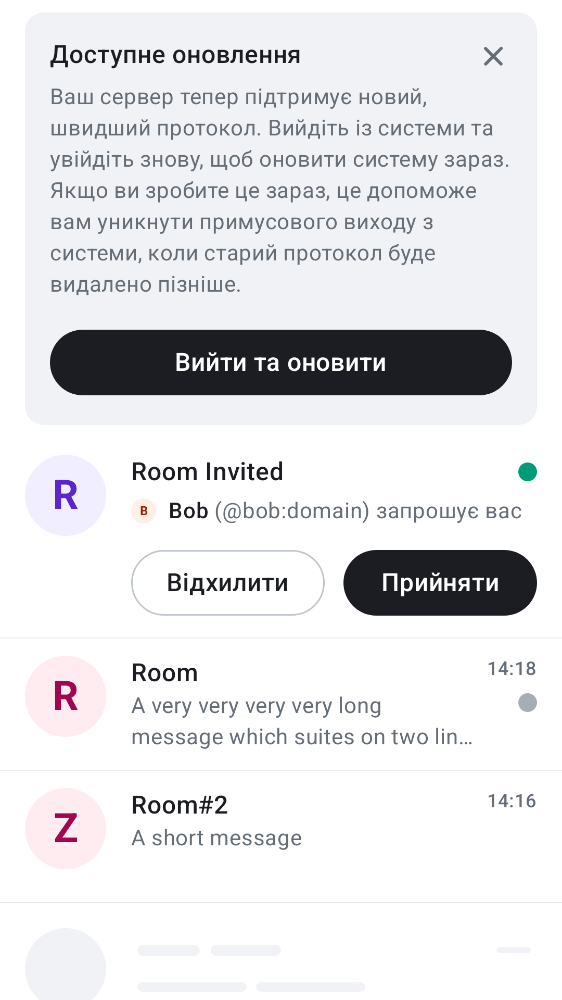 Доступне оновлення
Ваш сервер тепер підтримує новий,
швидший протокол. Вийдіть із системи та
увійдіть знову, щоб оновити систему зараз.
Якщо ви зробите це зараз, це допоможе
вам уникнути примусового виходу з
системи, коли старий протокол буде
видалено пізніше.
Вийти та оновити
R
Room Invited
B Bob (@bob:domain) запрошує вас
Відхилити
Прийняти
R
Room
14:18
A very very very very long
message which suites on two lin…
Z
Room#2
14:16
A short message